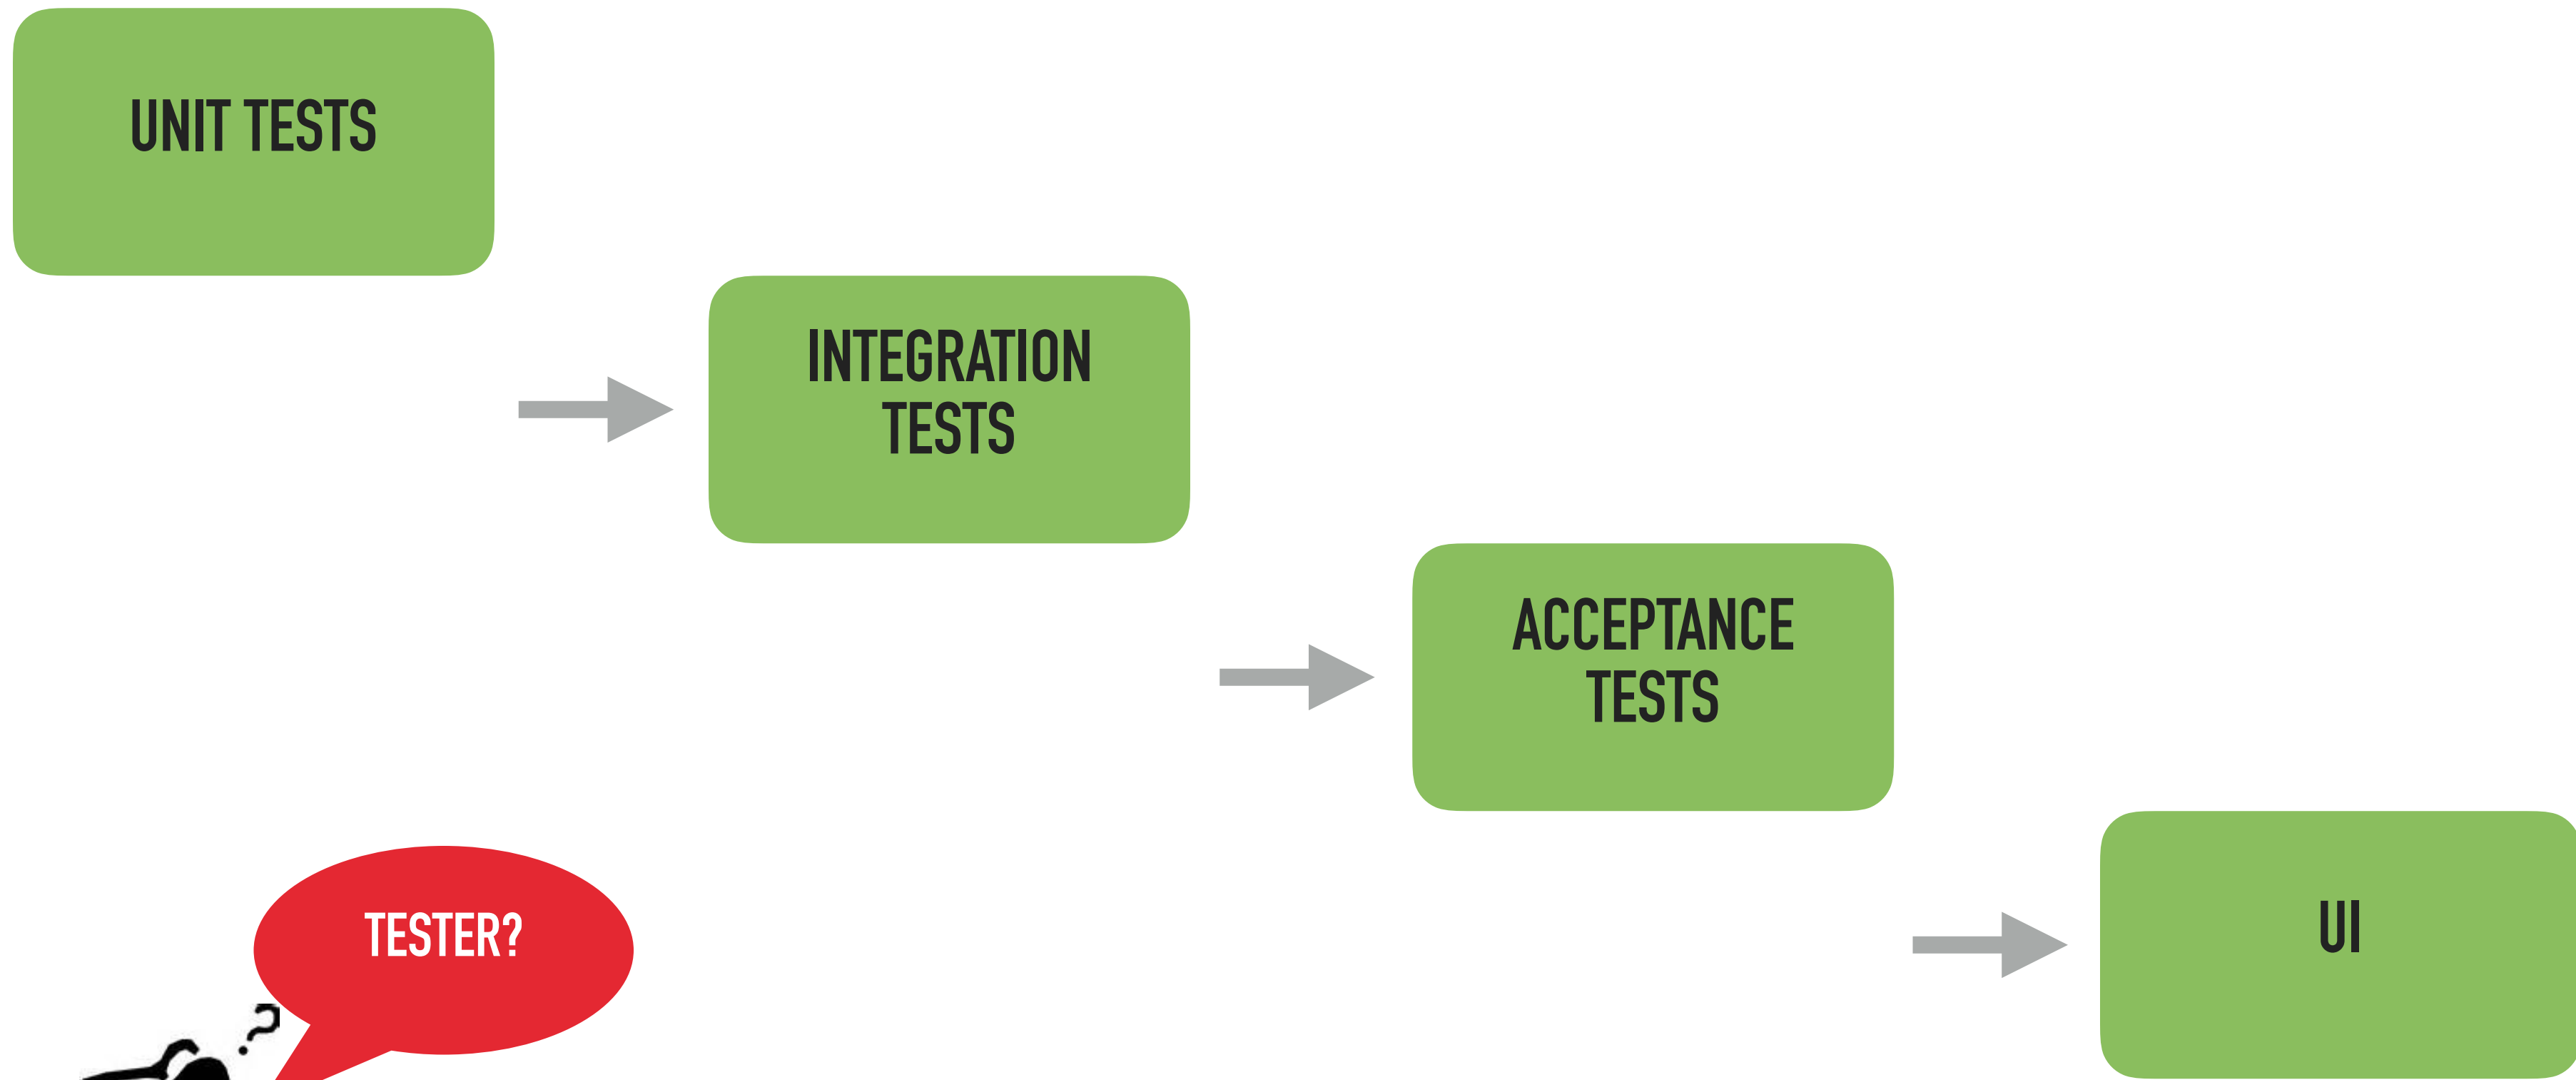 UNIT TESTS
INTEGRATION
TESTS
ACCEPTANCE
TESTS
TESTER?
UI
?